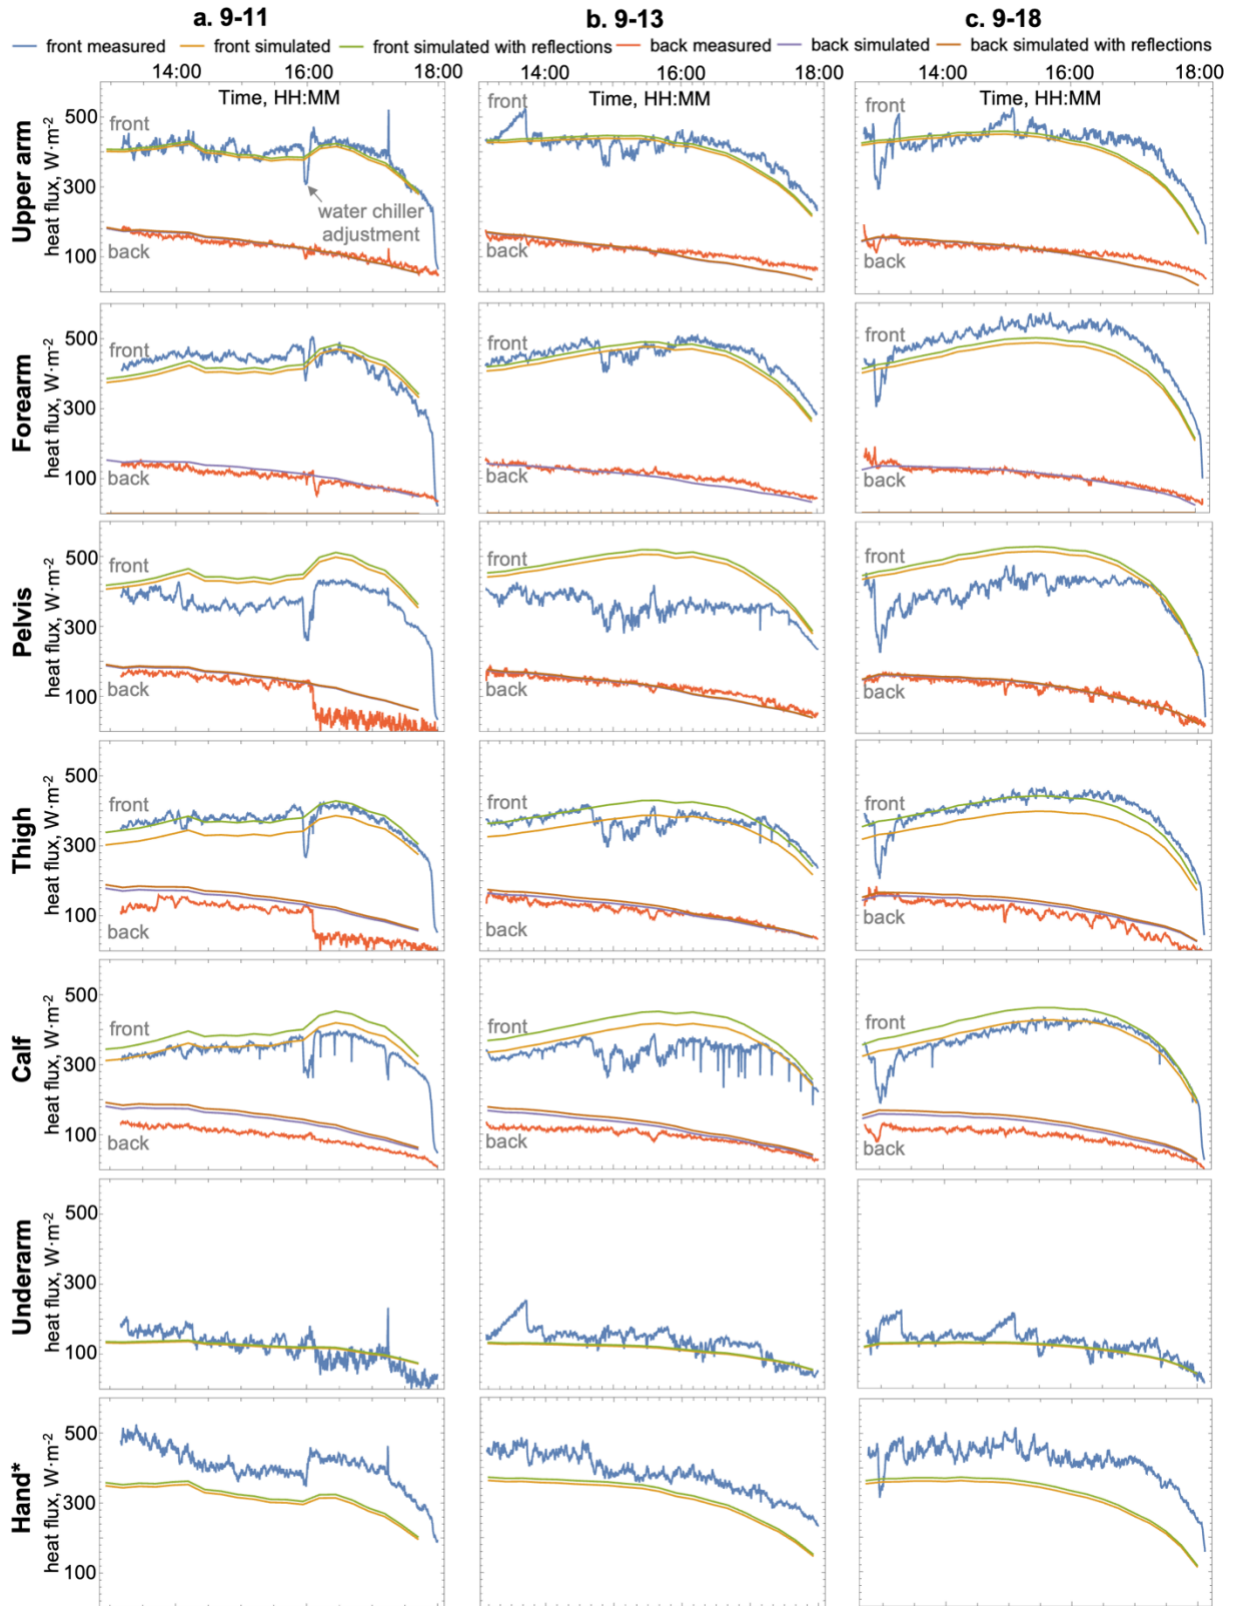 a. 9-11 b. 9-13 c. 9-18
front measured front simulated front simulated with reflections back measured back simulated back simulated with reflections
14:00 16:00 18:00 14:00 16:00 18:00 14:00 16:00 18:00
Time, HH:MM Time, HH:MM Time, HH:MM
Upper arm
heat flux, W·m-2
500
300
100
front
back
water chiller
adjustment
front
back
front
back
Forearm
heat flux, W·m-2
500
300
100
front
back
front
back
front
back
Pelvis
heat flux, W·m-2
500
300
100
front
back
front
back
front
back
Thigh
heat flux, W·m-2
500
300
100
front
back
front
back
front
back
Calf
heat flux, W·m-2
500
300
100
front
back
front
back
front
back
Underarm
heat flux, W·m-2
500
300
100
Hand*
heat flux, W·m-2
500
300
100